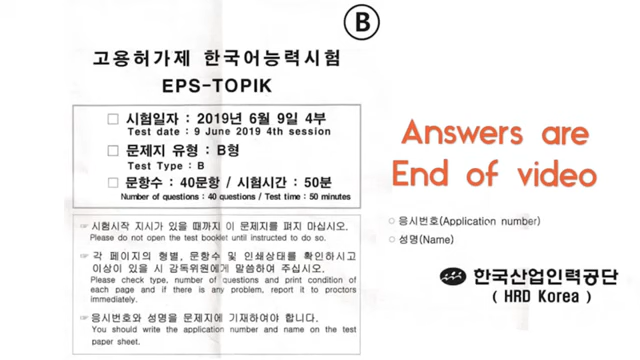 B
고용허가제 한국어능력시험
EPS-TOPIK
□ 시험일자 : 2019년 6월 9일 4부
Test date : 9 June 2019 4th session
□ 문제지 유형 : B형
Test Type : B
□ 문항수 : 40문항 / 시험시간 : 50분
Number of questions : 40 questions / Test time : 50 minutes
☞ 시험시작 지시가 있을 때까지 이 문제지를 펴지 마십시오.
Please do not open the test booklet until instructed to do so.
☞ 각 페이지의 형별, 문항수 및 인쇄상태를 확인하시고
이상이 있을 시 감독위원에게 말씀하여 주십시오.
Please check type, number of questions and print condition of
each page and if there is any problem, report it to proctors
immediately.
☞ 응시번호와 성명을 문제지에 기재하여야 합니다.
You should write the application number and name on the test
paper sheet.
Answers are
End of video
○ 응시번호(Application number)
○ 성명(Name)
한국산업인력공단
( HRD Korea )